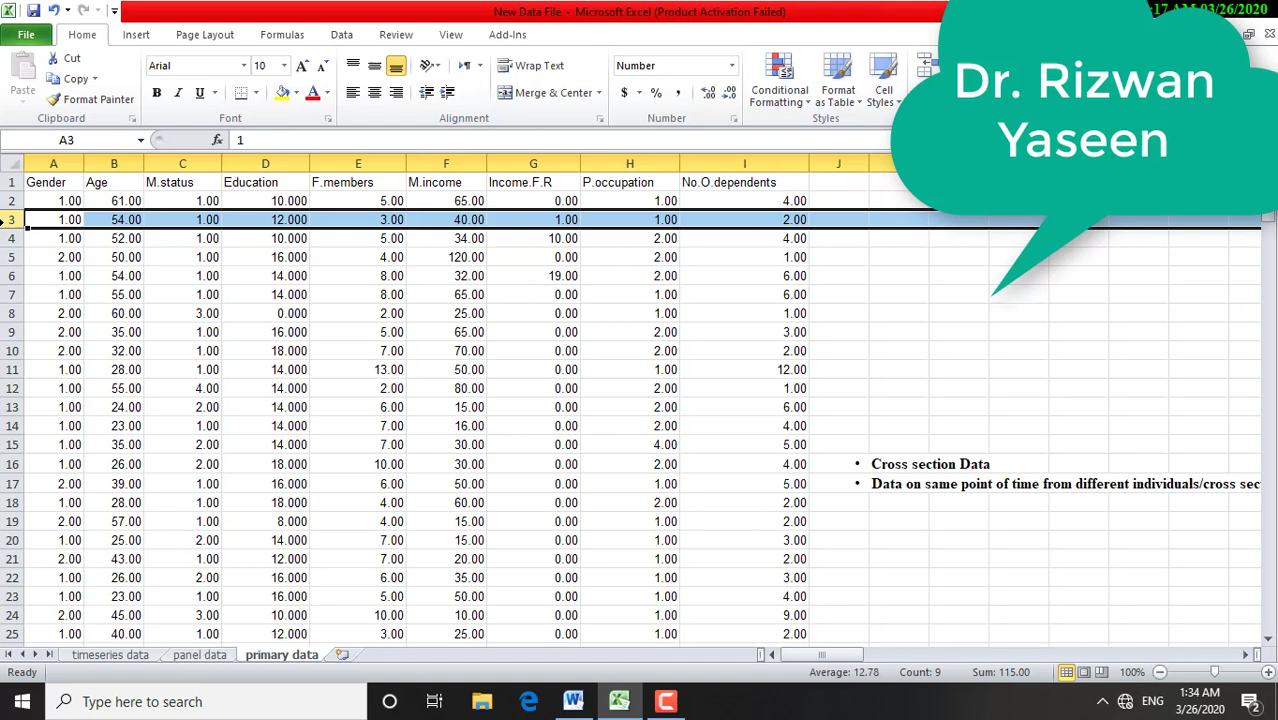 New Data File - Microsoft Excel (Product Activation Failed)
:17 AM 03/26/2020
File Home Insert Page Layout Formulas Data Review View Add-Ins
Paste
Cut
Copy
Format Painter
Clipboard
Arial 10
B I U
Font
Wrap Text
Merge & Center
Alignment
Number
$ % ,
Number
Conditional Formatting
Format as Table
Cell Styles
Styles
Dr. Rizwan
Yaseen
A3 fx 1
A B C D E F G H I J
1 Gender Age M.status Education F.members M.income Income.F.R P.occupation No.O.dependents
2 1.00 61.00 1.00 10.000 5.00 65.00 0.00 1.00 4.00
3 1.00 54.00 1.00 12.000 3.00 40.00 1.00 1.00 2.00
4 1.00 52.00 1.00 10.000 5.00 34.00 10.00 2.00 4.00
5 2.00 50.00 1.00 16.000 4.00 120.00 0.00 2.00 1.00
6 1.00 54.00 1.00 14.000 8.00 32.00 19.00 2.00 6.00
7 1.00 55.00 1.00 14.000 8.00 65.00 0.00 1.00 6.00
8 2.00 60.00 3.00 0.000 2.00 25.00 0.00 1.00 1.00
9 2.00 35.00 1.00 16.000 5.00 65.00 0.00 2.00 3.00
10 2.00 32.00 1.00 18.000 7.00 70.00 0.00 2.00 2.00
11 1.00 28.00 1.00 14.000 13.00 50.00 0.00 1.00 12.00
12 1.00 55.00 4.00 14.000 2.00 80.00 0.00 2.00 1.00
13 1.00 24.00 2.00 14.000 6.00 15.00 0.00 2.00 6.00
14 1.00 23.00 1.00 14.000 7.00 16.00 0.00 2.00 4.00
15 1.00 35.00 2.00 14.000 7.00 30.00 0.00 4.00 5.00
16 1.00 26.00 2.00 18.000 10.00 30.00 0.00 2.00 4.00 • Cross section Data
17 2.00 39.00 1.00 16.000 6.00 50.00 0.00 1.00 5.00 • Data on same point of time from different individuals/cross sec
18 1.00 28.00 1.00 18.000 4.00 60.00 0.00 2.00 2.00
19 2.00 57.00 1.00 8.000 4.00 15.00 0.00 1.00 2.00
20 1.00 25.00 2.00 14.000 7.00 15.00 0.00 1.00 3.00
21 2.00 43.00 1.00 12.000 7.00 20.00 0.00 1.00 2.00
22 1.00 26.00 2.00 16.000 6.00 35.00 0.00 1.00 3.00
23 1.00 23.00 1.00 16.000 5.00 50.00 0.00 1.00 4.00
24 2.00 45.00 3.00 10.000 10.00 10.00 0.00 1.00 9.00
25 1.00 40.00 1.00 12.000 3.00 25.00 0.00 1.00 2.00
timeseries data panel data primary data
Ready Average: 12.78 Count: 9 Sum: 115.00 100%
Type here to search ENG 1:34 AM
3/26/2020 2